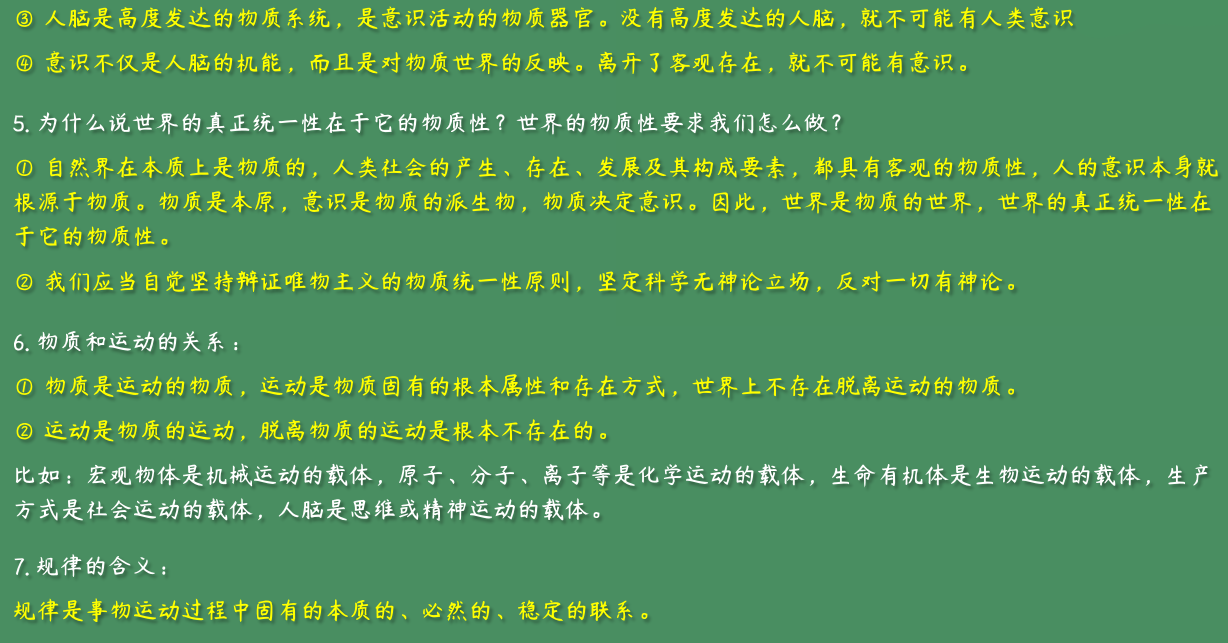 ③ 人脑是高度发达的物质系统，是意识活动的物质器官。没有高度发达的人脑，就不可能有人类意识
④ 意识不仅是人脑的机能，而且是对物质世界的反映。离开了客观存在，就不可能有意识。
5. 为什么说世界的真正统一性在于它的物质性？世界的物质性要求我们怎么做？
① 自然界在本质上是物质的，人类社会的产生、存在、发展及其构成要素，都具有客观的物质性，人的意识本身就
根源于物质。物质是本原，意识是物质的派生物，物质决定意识。因此，世界是物质的世界，世界的真正统一性在
于它的物质性。
② 我们应当自觉坚持辩证唯物主义的物质统一性原则，坚定科学无神论立场，反对一切有神论。
6. 物质和运动的关系：
① 物质是运动的物质，运动是物质固有的根本属性和存在方式，世界上不存在脱离运动的物质。
② 运动是物质的运动，脱离物质的运动是根本不存在的。
比如：宏观物体是机械运动的载体，原子、分子、离子等是化学运动的载体，生命有机体是生物运动的载体，生产
方式是社会运动的载体，人脑是思维或精神运动的载体。
7. 规律的含义：
规律是事物运动过程中固有的本质的、必然的、稳定的联系。